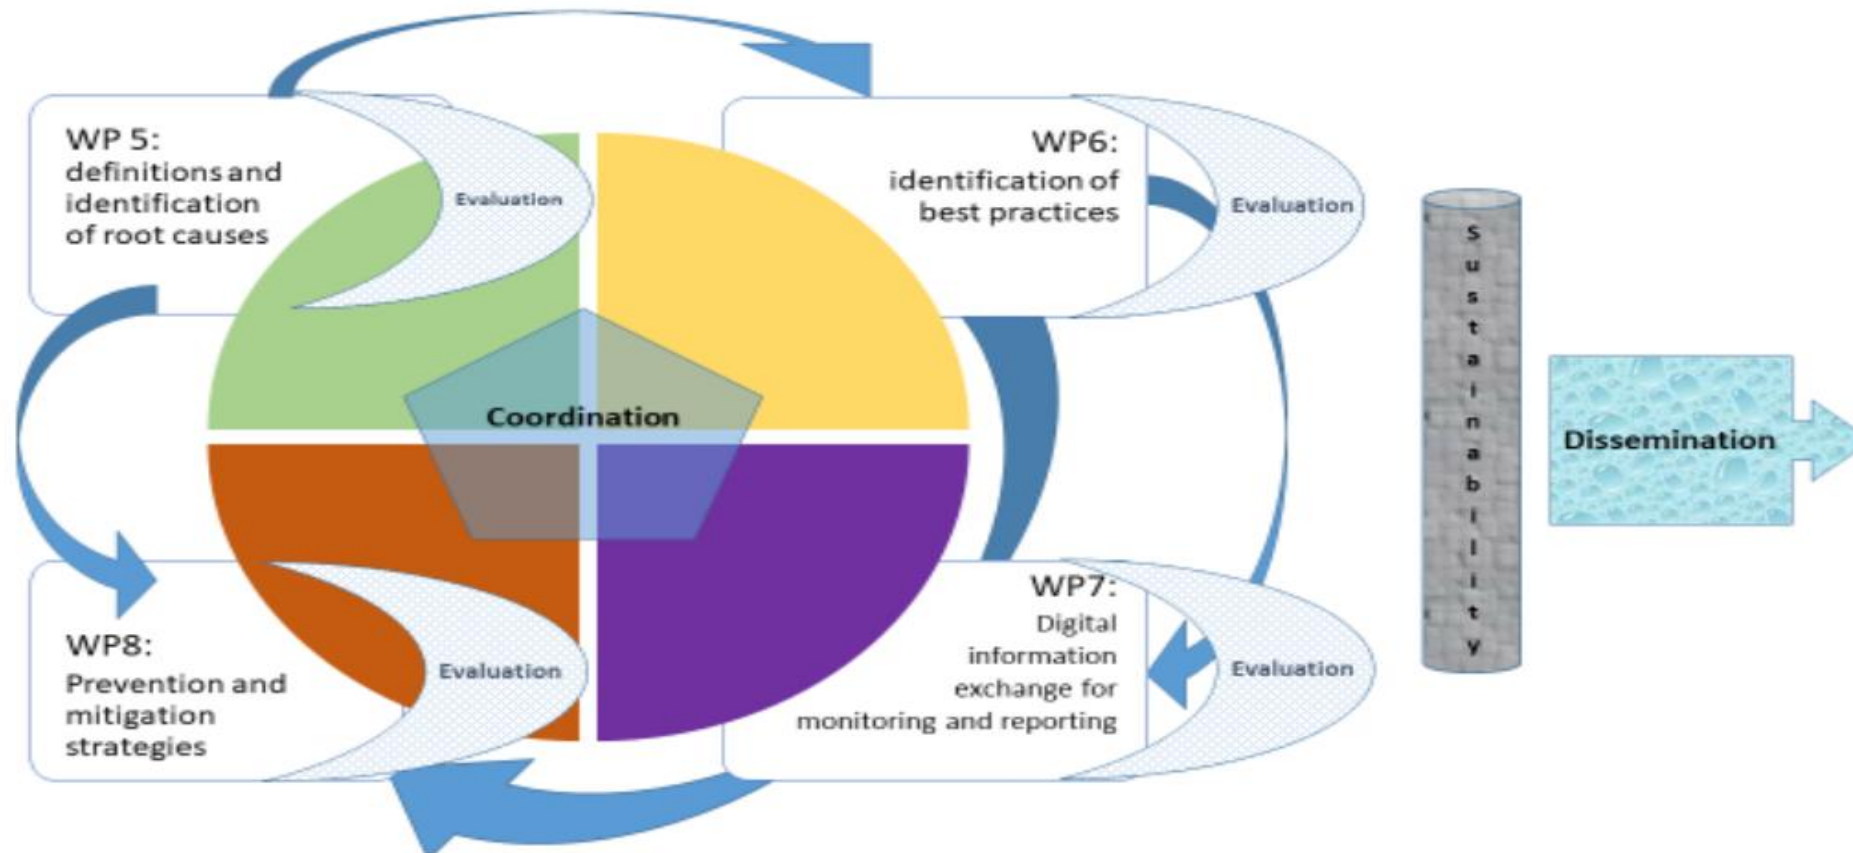 WP 5:
definitions and
identification
of root causes
Evaluation
WP6:
identification of
best practices
Evaluation
Coordination
WP8:
Prevention and
mitigation
strategies
Evaluation
WP7:
Digital
information
exchange for
monitoring and reporting
Evaluation
Sustainability
Dissemination